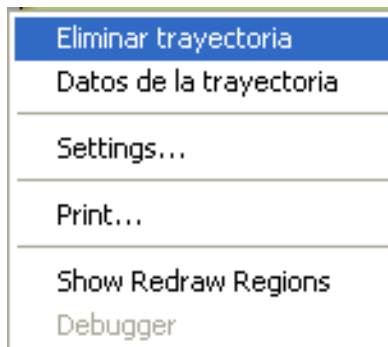 Eliminar trayectoria
Datos de la trayectoria
Settings...
Print...
Show Redraw Regions
Debugger